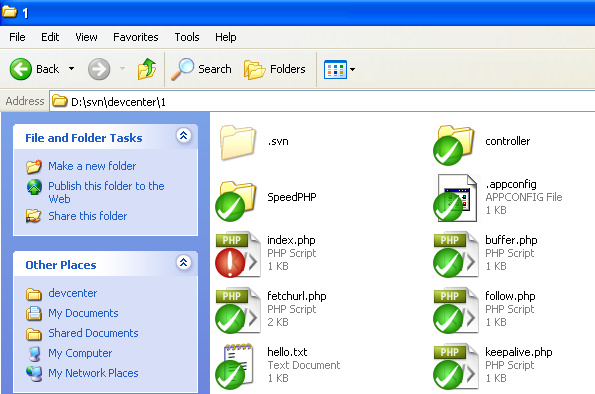 1
File Edit View Favorites Tools Help
Back Search Folders
Address D:\svn\devcenter\1
File and Folder Tasks
Make a new folder
Publish this folder to the
Web
Share this folder
Other Places
devcenter
My Documents
Shared Documents
My Computer
My Network Places
.svn
controller
SpeedPHP
.appconfig
APPCONFIG File
1 KB
PHP
index.php
PHP Script
1 KB
PHP
buffer.php
PHP Script
1 KB
PHP
fetchurl.php
PHP Script
2 KB
PHP
follow.php
PHP Script
1 KB
hello.txt
Text Document
1 KB
PHP
keepalive.php
PHP Script
1 KB